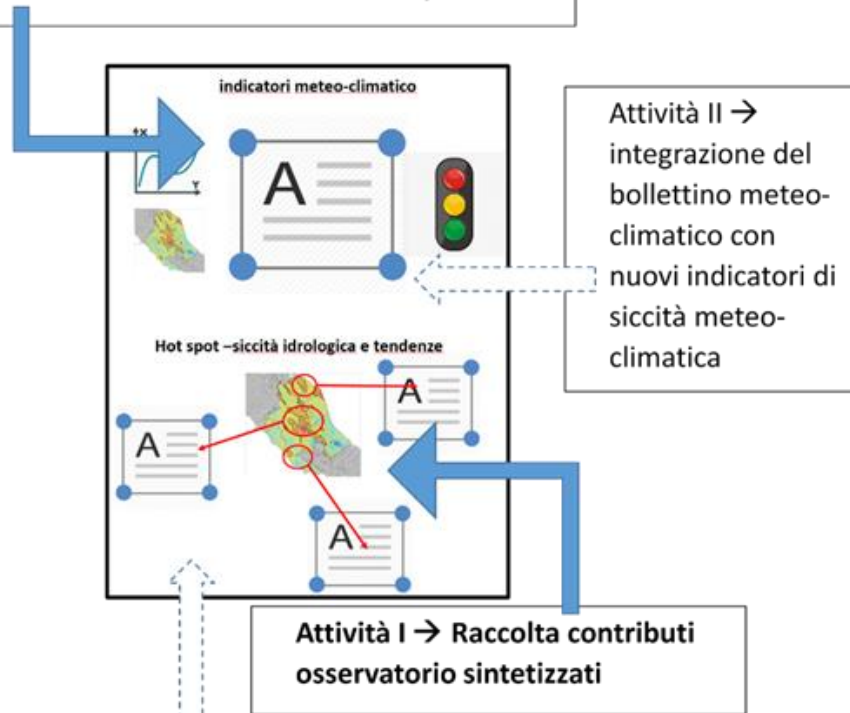 indicatori meteo-climatico
X
Y
A
Attività II →
integrazione del
bollettino meteo-
climatico con
nuovi indicatori di
siccità meteo-
climatica
Hot spot –siccità idrologica e tendenze
A
A
A
Attività I → Raccolta contributi
osservatorio sintetizzati